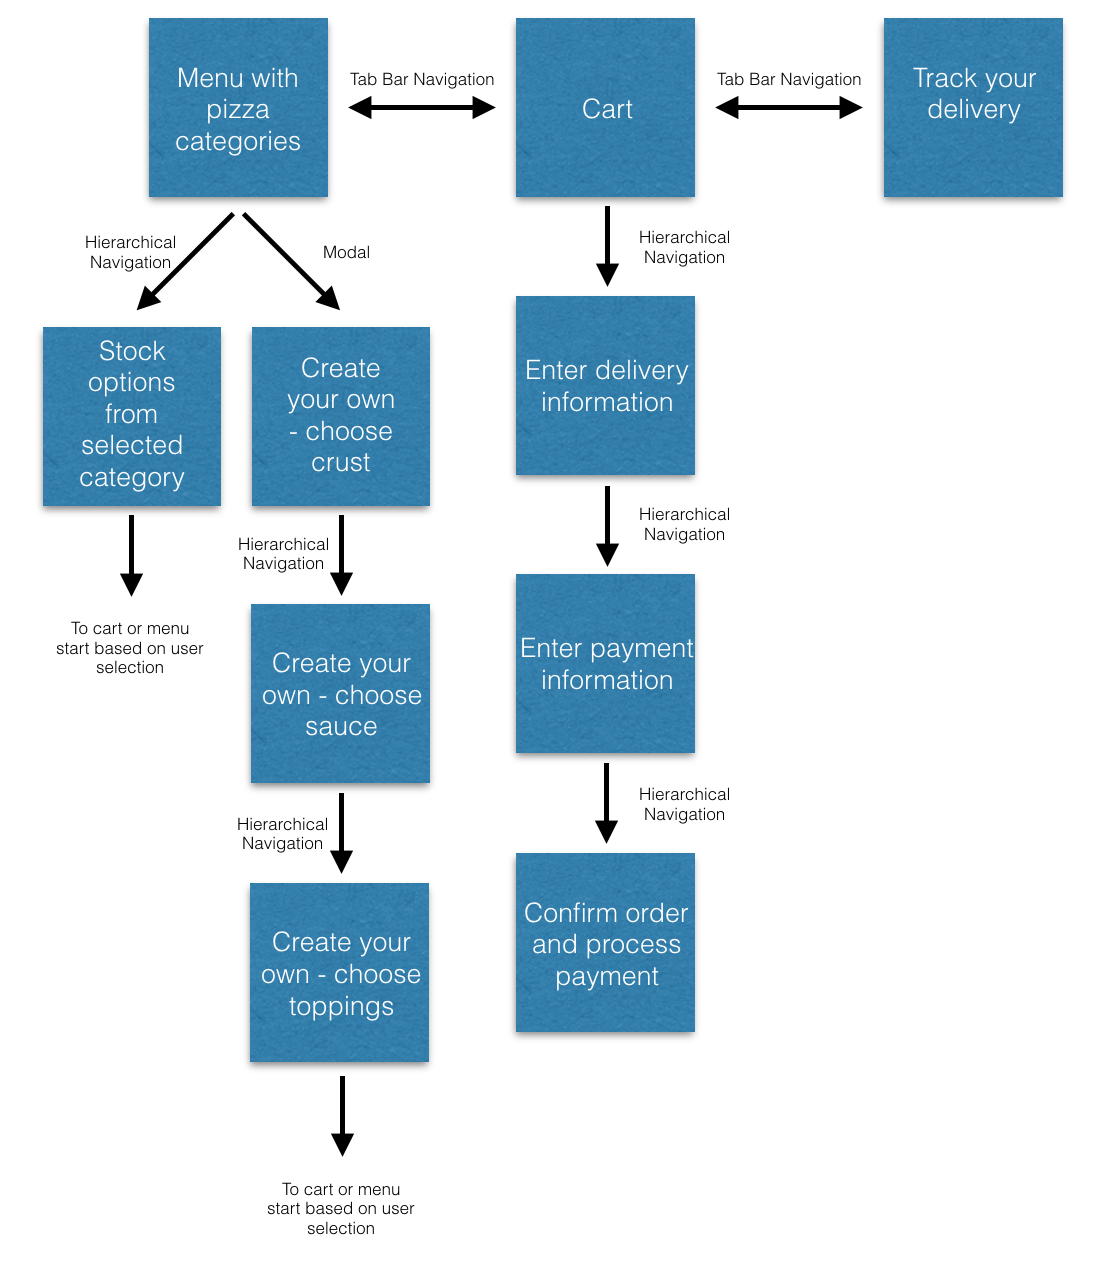 Menu with
pizza
categories
Tab Bar Navigation
Cart
Tab Bar Navigation
Track your
delivery
Hierarchical
Navigation
Modal
Hierarchical
Navigation
Stock
options
from
selected
category
Create
your own
- choose
crust
Enter delivery
information
Hierarchical
Navigation
Hierarchical
Navigation
To cart or menu
start based on user
selection
Create your
own - choose
sauce
Enter payment
information
Hierarchical
Navigation
Hierarchical
Navigation
Create your
own - choose
toppings
Confirm order
and process
payment
To cart or menu
start based on user
selection